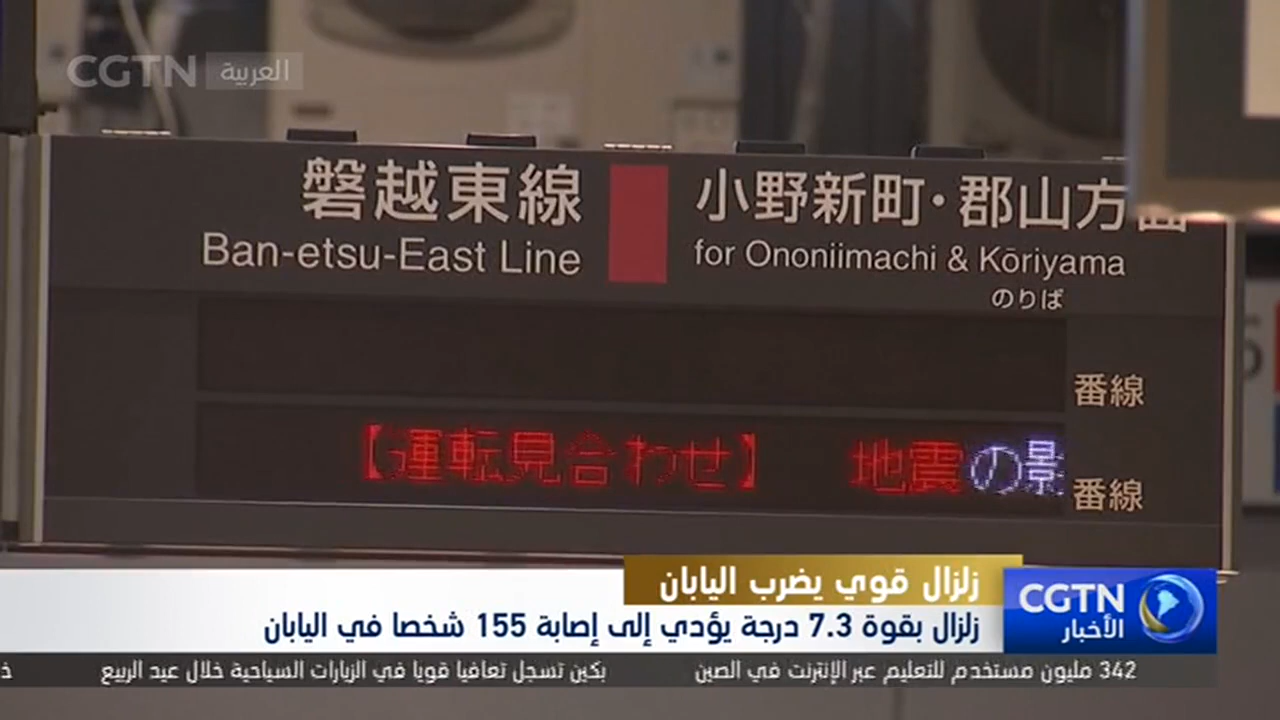 CGTN العربية
磐越東線
小野新町・郡山方面
Ban-etsu-East Line
for Ononiimachi & Kōriyama
のりば
番線
【運転見合わせ】 地震の影
番線
زلزال قوي يضرب اليابان
زلزال بقوة 7.3 درجة يؤدي إلى إصابة 155 شخصا في اليابان
CGTN
الأخبار
342 مليون مستخدم للتعليم عبر الإنترنت في الصين
بكين تسجل تعافيا قويا في الزيارات السياحية خلال عيد الربيع